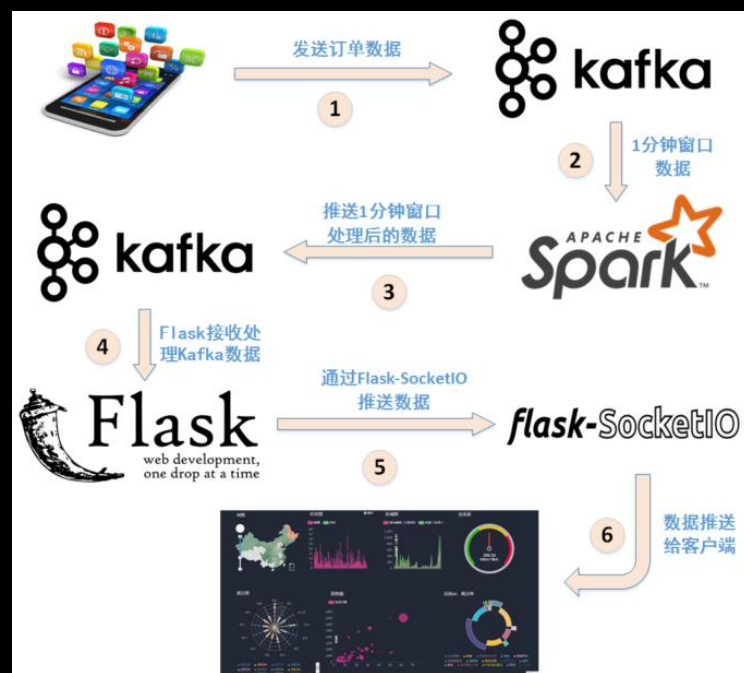 发送订单数据
1
kafka
2
1分钟窗口
数据
推送1分钟窗口
处理后的数据
kafka
3
APACHE
Spark
TM
4
Flask接收处
理Kafka数据
Flask
web development,
one drop at a time
通过Flask-SocketIO
推送数据
5
flask-SocketIO
6
数据推送
给客户端